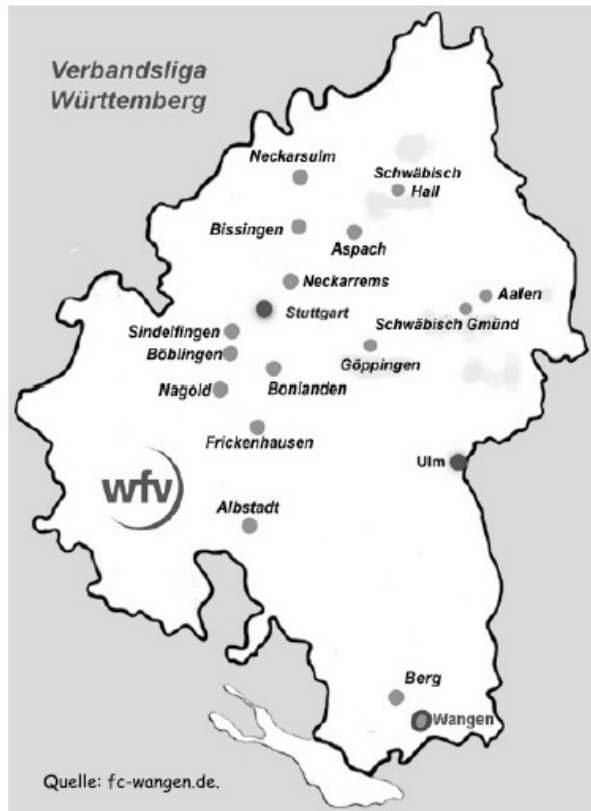 Verbandsliga
Württemberg
Neckarsulm
Schwäbisch
Hall
Bissingen
Aspach
Neckarrems
Aalen
Stuttgart
Schwäbisch Gmünd
Sindelfingen
Böblingen
Göppingen
Nagold
Bonlanden
Frickenhausen
Ulm
wfv
Albstadt
Berg
Wangen
Quelle: fc-wangen.de.